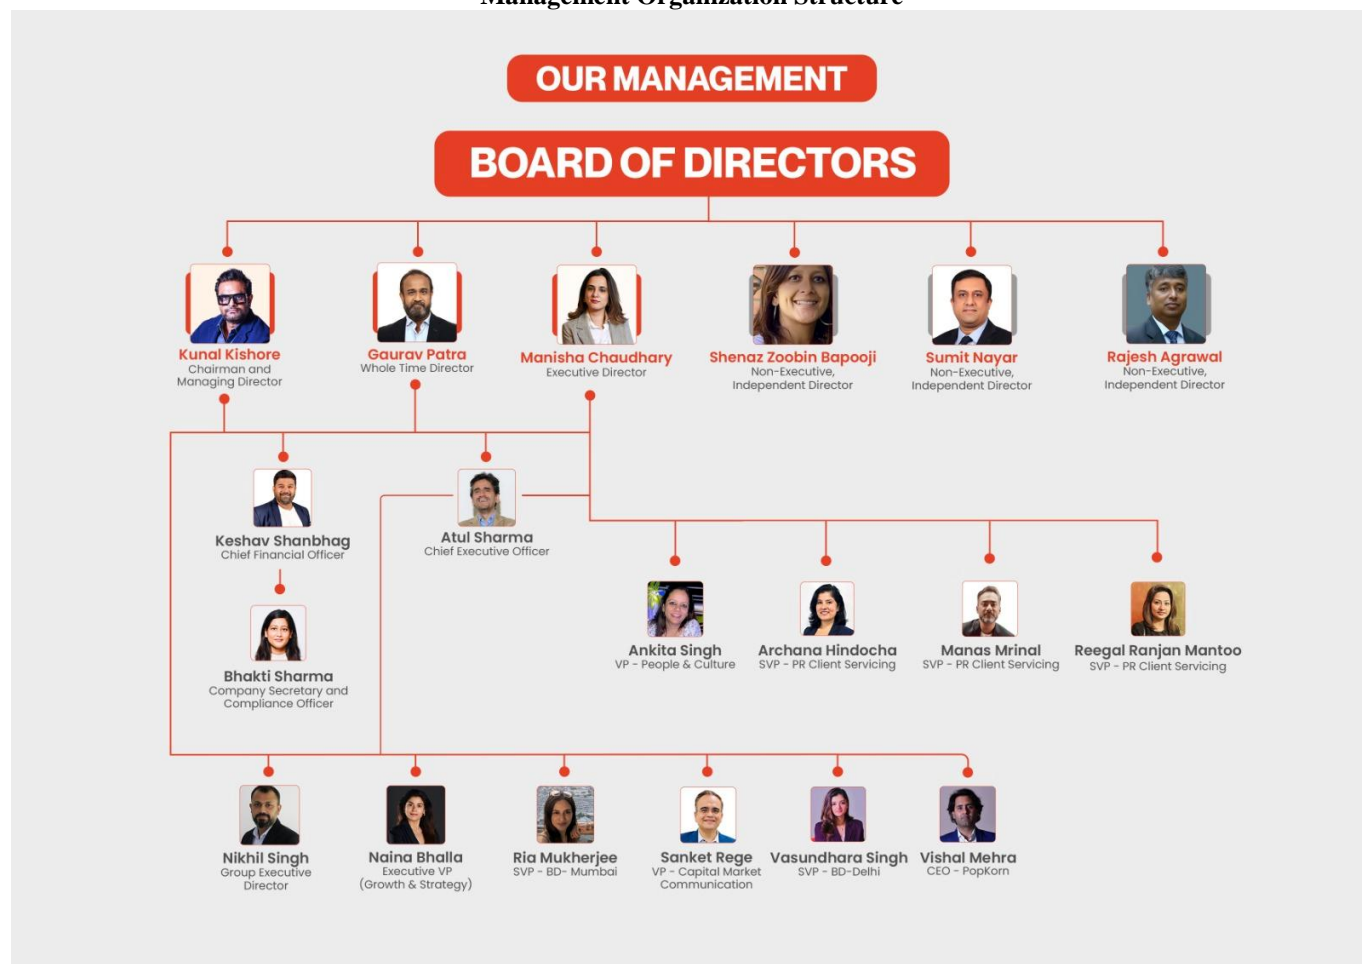 Management Organization Structure
OUR MANAGEMENT
BOARD OF DIRECTORS
Kunal Kishore
Chairman and
Managing Director
Gaurav Patra
Whole Time Director
Manisha Chaudhary
Executive Director
Shenaz Zoobin Bapooji
Non-Executive,
Independent Director
Sumit Nayar
Non-Executive,
Independent Director
Rajesh Agrawal
Non-Executive,
Independent Director
Keshav Shanbhag
Chief Financial Officer
Atul Sharma
Chief Executive Officer
Bhakti Sharma
Company Secretary and
Compliance Officer
Ankita Singh
VP - People & Culture
Archana Hindocha
SVP - PR Client Servicing
Manas Mrinal
SVP - PR Client Servicing
Reegal Ranjan Mantoo
SVP - PR Client Servicing
Nikhil Singh
Group Executive
Director
Naina Bhalla
Executive VP
(Growth & Strategy)
Ria Mukherjee
SVP - BD- Mumbai
Sanket Rege
VP - Capital Market
Communication
Vasundhara Singh
SVP - BD-Delhi
Vishal Mehra
CEO - PopKorn